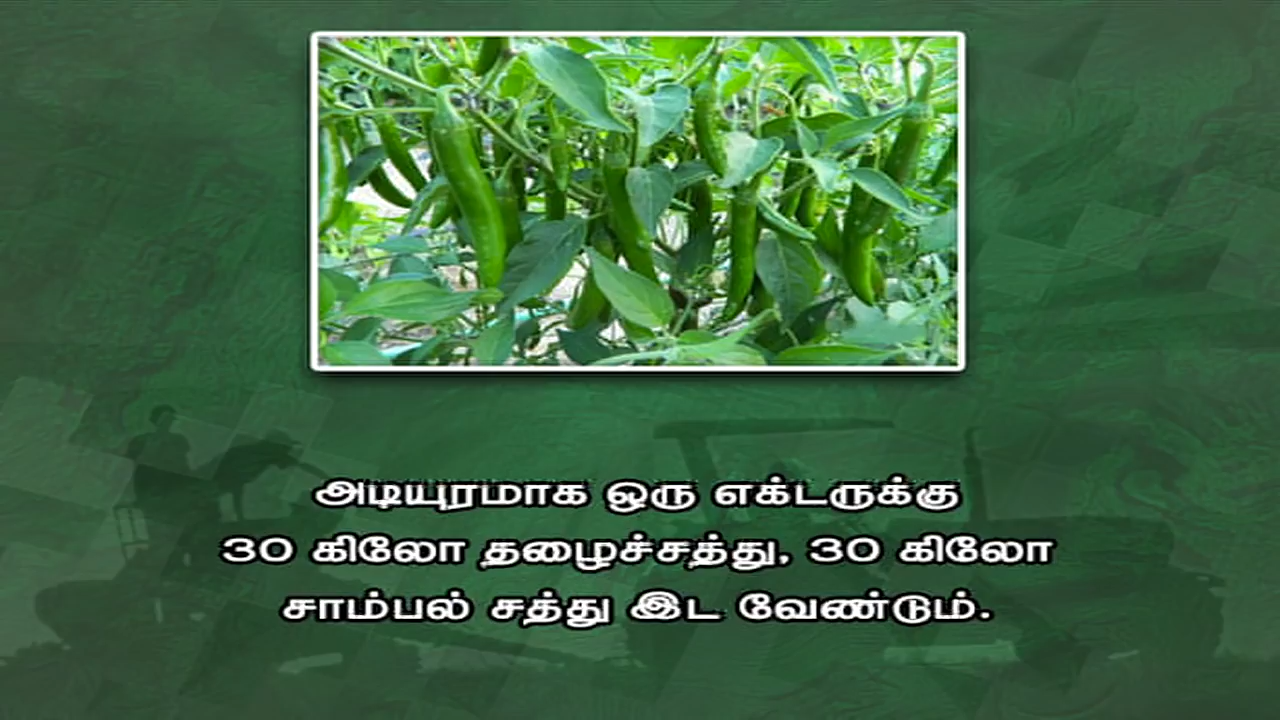 அடியுரமாக ஒரு எக்டருக்கு
30 கிலோ தழைச்சத்து, 30 கிலோ
சாம்பல் சத்து இட வேண்டும்.